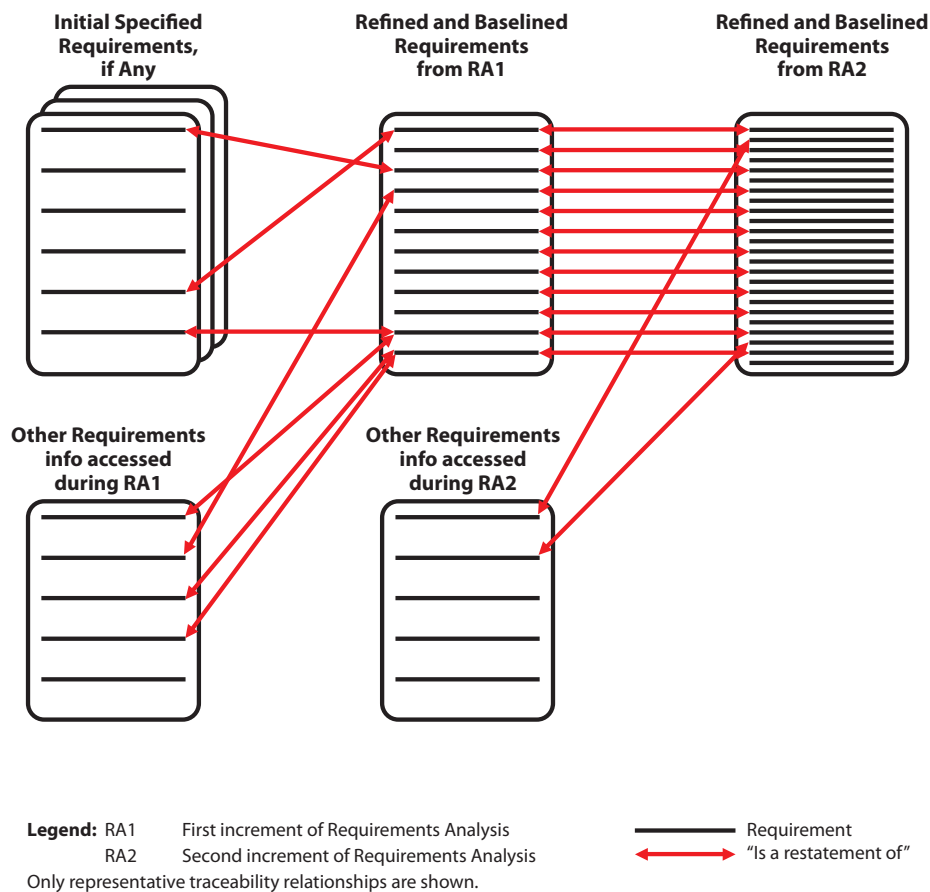 Initial Specified
Requirements,
if Any
Refined and Baselined
Requirements
from RA1
Refined and Baselined
Requirements
from RA2
Other Requirements
info accessed
during RA1
Other Requirements
info accessed
during RA2
Legend: RA1 First increment of Requirements Analysis
RA2 Second increment of Requirements Analysis
Only representative traceability relationships are shown.
Requirement
“Is a restatement of”